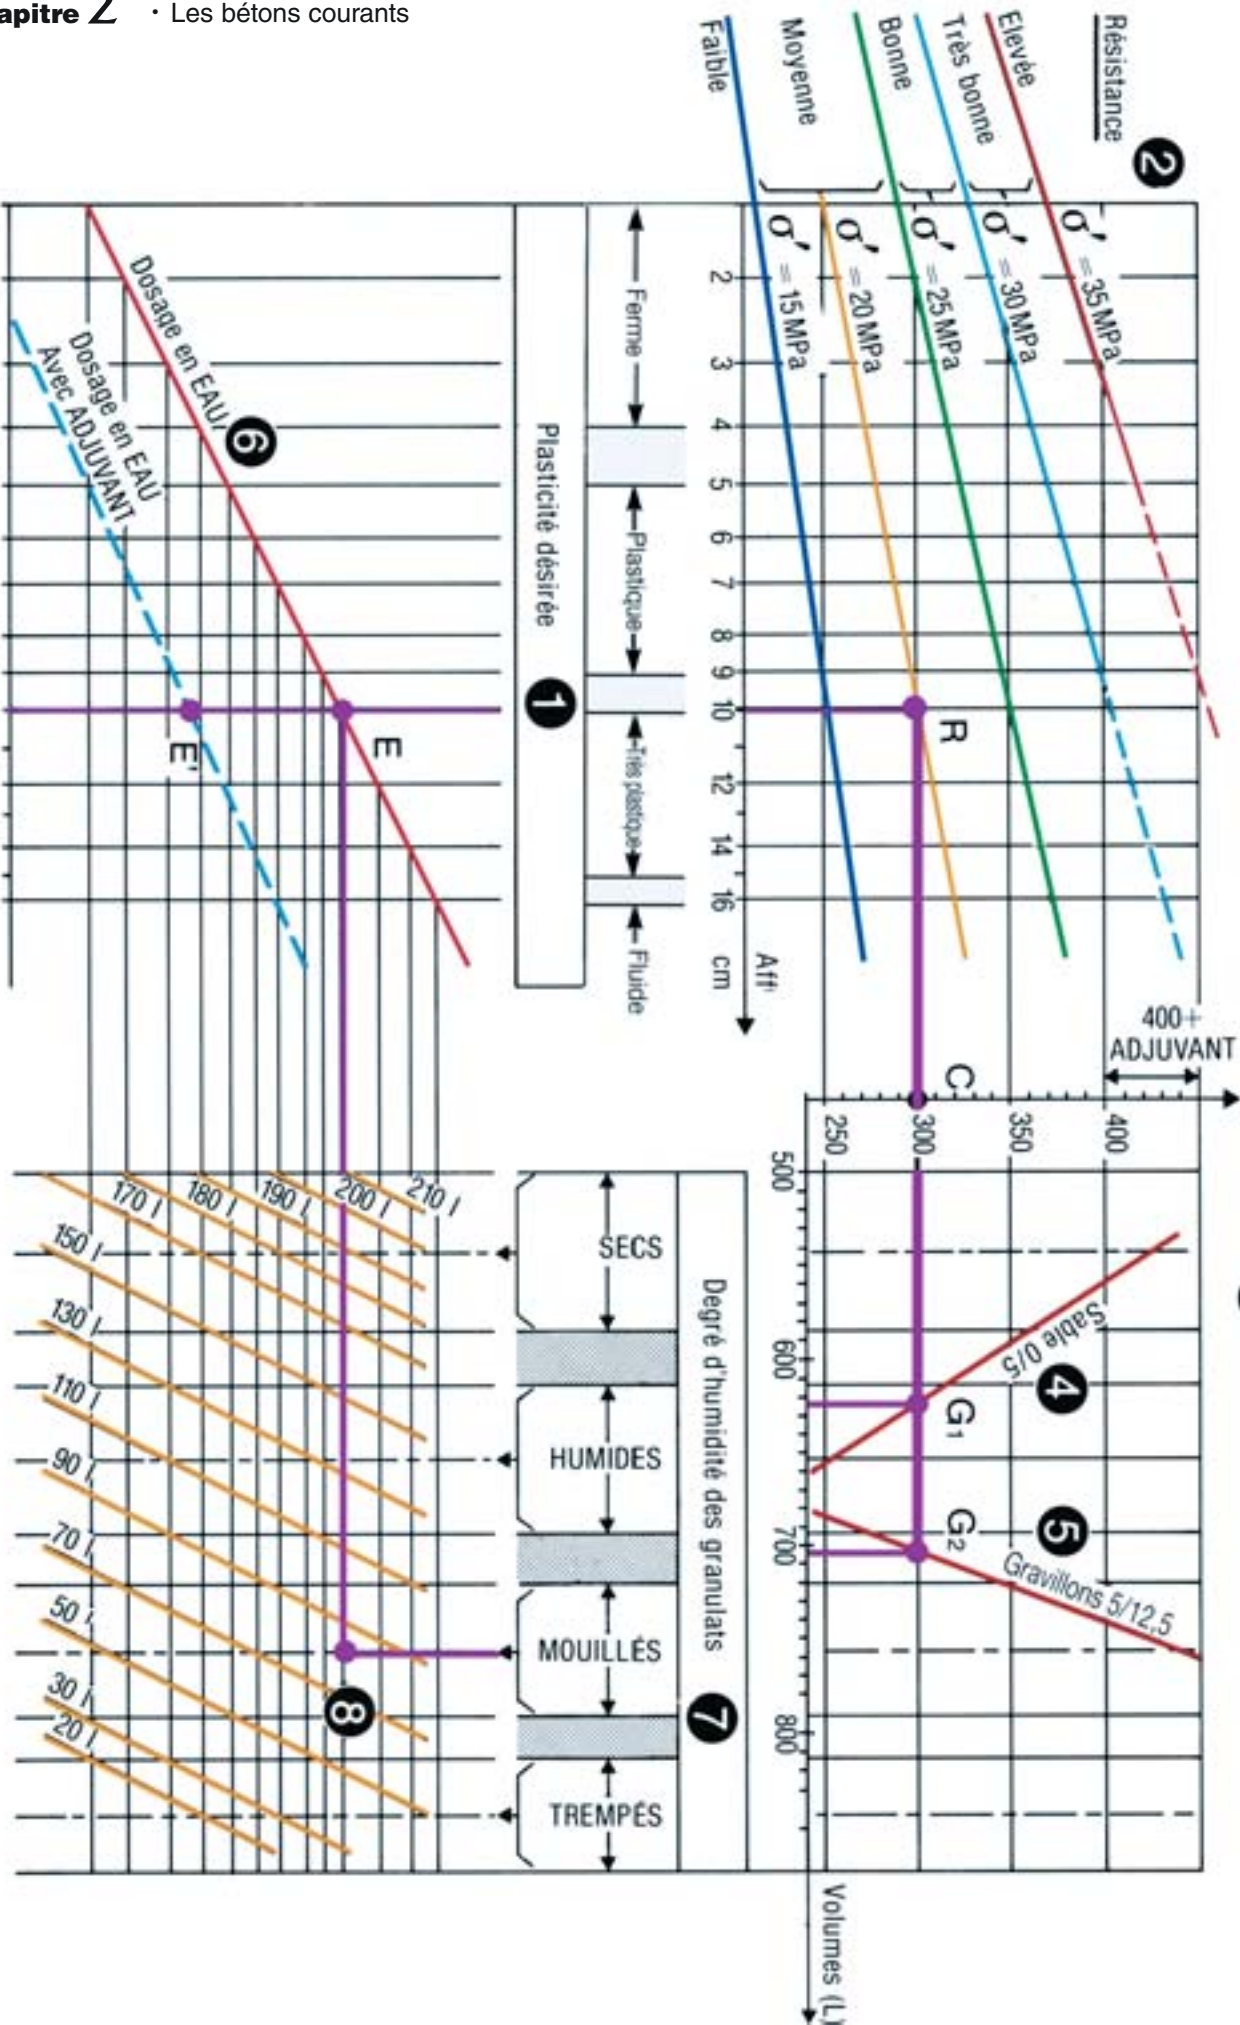 apitre 2 · Les bétons courants
Résistance
2
Elevée
Très bonne
Bonne
Moyenne
Faible
σ' = 35 MPa
σ' = 30 MPa
σ' = 25 MPa
σ' = 20 MPa
σ' = 15 MPa
2
3
4
5
6
7
8
9
10
12
14
16
Afft
cm
R
C
400 +
ADJUVANT
400
350
300
250
500
600
700
800
Volumes (L)
Sable 0/5
4
G1
5
G2
Gravillons 5/12,5
Ferme
Plastique
Très plastique
Fluide
Plasticité désirée
1
Dosage en EAU
6
Dosage en EAU
Avec ADJUVANT
E
E'
Degré d'humidité des granulats
7
SECS
HUMIDES
MOUILLÉS
TREMPÉS
210 l
200 l
190 l
180 l
170 l
150 l
130 l
110 l
90 l
70 l
50 l
30 l
20 l
8